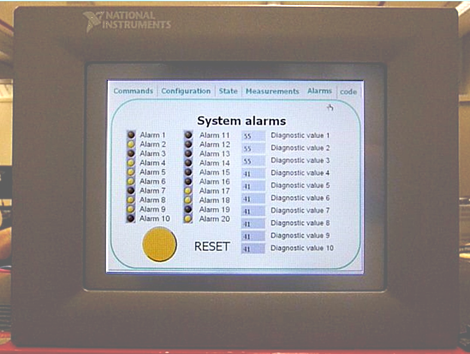 NATIONAL
INSTRUMENTS
Commands Configuration State Measurements Alarms code
System alarms
Alarm 1 Alarm 11 55 Diagnostic value 1
Alarm 2 Alarm 12 55 Diagnostic value 2
Alarm 3 Alarm 13 55 Diagnostic value 3
Alarm 4 Alarm 14 41 Diagnostic value 4
Alarm 5 Alarm 15 41 Diagnostic value 5
Alarm 6 Alarm 16 41 Diagnostic value 6
Alarm 7 Alarm 17 41 Diagnostic value 7
Alarm 8 Alarm 18 41 Diagnostic value 8
Alarm 9 Alarm 19 41 Diagnostic value 9
Alarm 10 Alarm 20 41 Diagnostic value 10
RESET